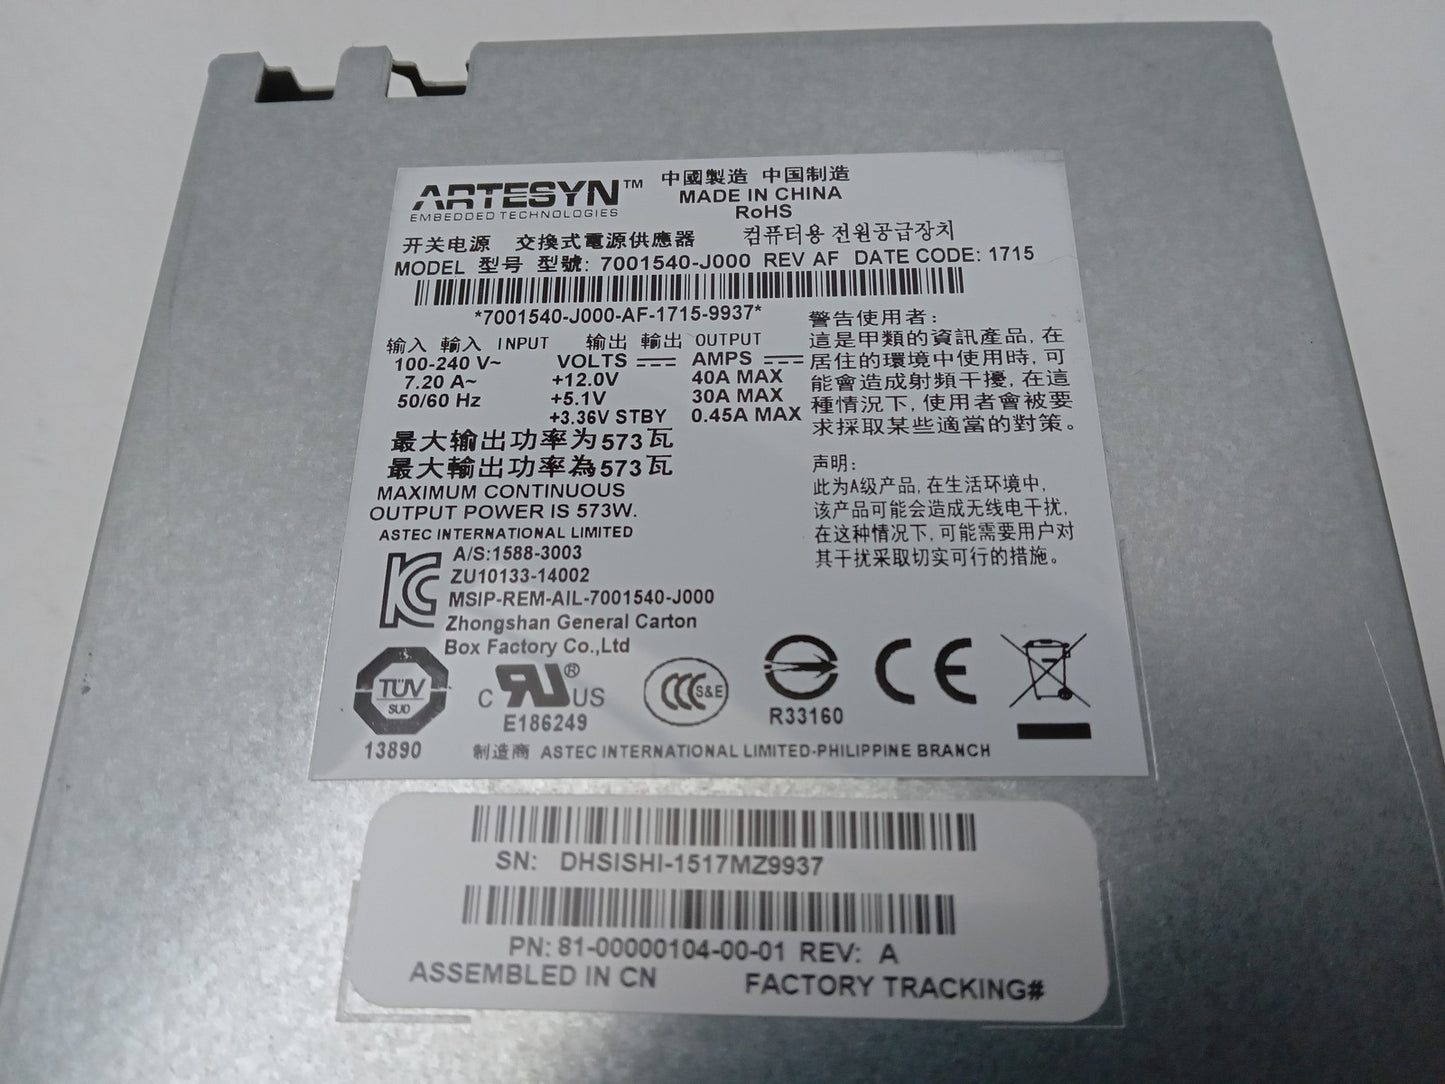 ARTESYN™
EMBEDDED TECHNOLOGIES
中國製造 中国制造
MADE IN CHINA
RoHS
开关电源 交換式電源供應器 컴퓨터용 전원공급장치
MODEL 型号 型號: 7001540-J000 REV AF DATE CODE: 1715
*7001540-J000-AF-1715-9937*
输入 輸入 INPUT 输出 輸出 OUTPUT
100-240 V~ VOLTS AMPS
7.20 A~ +12.0V 40A MAX
50/60 Hz +5.1V 30A MAX
+3.36V STBY 0.45A MAX
最大输出功率为573瓦
最大輸出功率為573瓦
MAXIMUM CONTINUOUS
OUTPUT POWER IS 573W.
ASTEC INTERNATIONAL LIMITED
A/S:1588-3003
ZU10133-14002
MSIP-REM-AIL-7001540-J000
Zhongshan General Carton
Box Factory Co.,Ltd
警告使用者:
這是甲類的資訊產品, 在
居住的環境中使用時, 可
能會造成射頻干擾, 在這
種情況下, 使用者會被要
求採取某些適當的對策。
声明:
此为A级产品, 在生活环境中,
该产品可能会造成无线电干扰,
在这种情况下, 可能需要用户对
其干扰采取切实可行的措施。
TÜV
SÜD
13890
C RU® US
E186249
CCC S&E
R33160
CE
制造商 ASTEC INTERNATIONAL LIMITED-PHILIPPINE BRANCH
SN: DHSISHI-1517MZ9937
PN: 81-00000104-00-01 REV: A
ASSEMBLED IN CN FACTORY TRACKING#